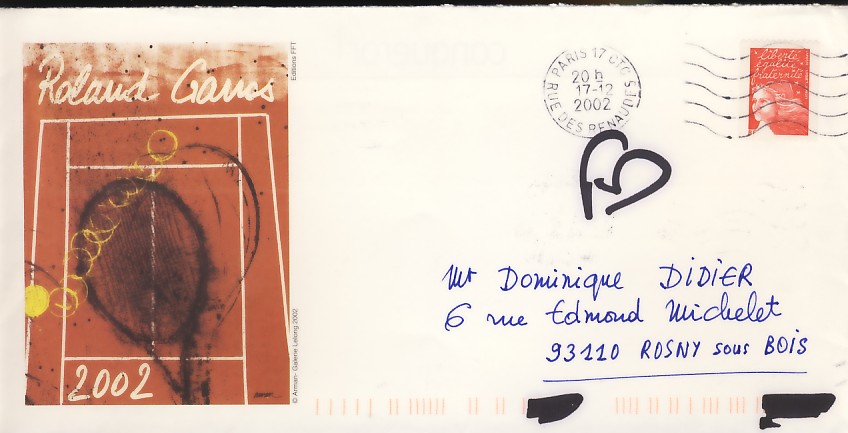 Roland Garros
2002
Editions FFT
© Arman - Galerie Lelong 2002
PARIS 17 CTC
20 h
17-12
2002
RUE DES RENAUDES
liberté
égalité
fraternité
Mr Dominique DIDIER
6 rue Edmond Michelet
93110 ROSNY sous BOIS